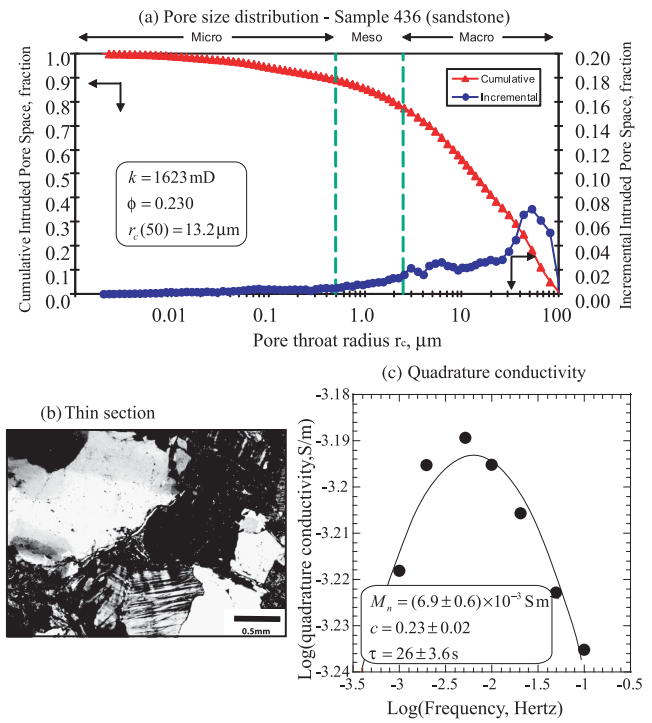 (a) Pore size distribution - Sample 436 (sandstone)
Micro
Meso
Macro
Cumulative Intruded Pore Space, fraction
1.0
0.9
0.8
0.7
0.6
0.5
0.4
0.3
0.2
0.1
0.0
k = 1623 mD
ϕ = 0.230
r_c(50) = 13.2 μm
Cumulative
Incremental
0.20
0.18
0.16
0.14
0.12
0.10
0.08
0.06
0.04
0.02
0.00
Incremental Intruded Pore Space, fraction
0.01
0.1
1.0
10
100
Pore throat radius r_c, μm
(b) Thin section
0.5mm
(c) Quadrature conductivity
Log(quadrature conductivity,S/m)
-3.18
-3.19
-3.2
-3.21
-3.22
-3.23
-3.24
M_n = (6.9 ± 0.6)×10⁻³ Sm
c = 0.23 ± 0.02
τ = 26 ± 3.6 s
-3.5
-3
-2.5
-2
-1.5
-1
-0.5
Log(Frequency, Hertz)